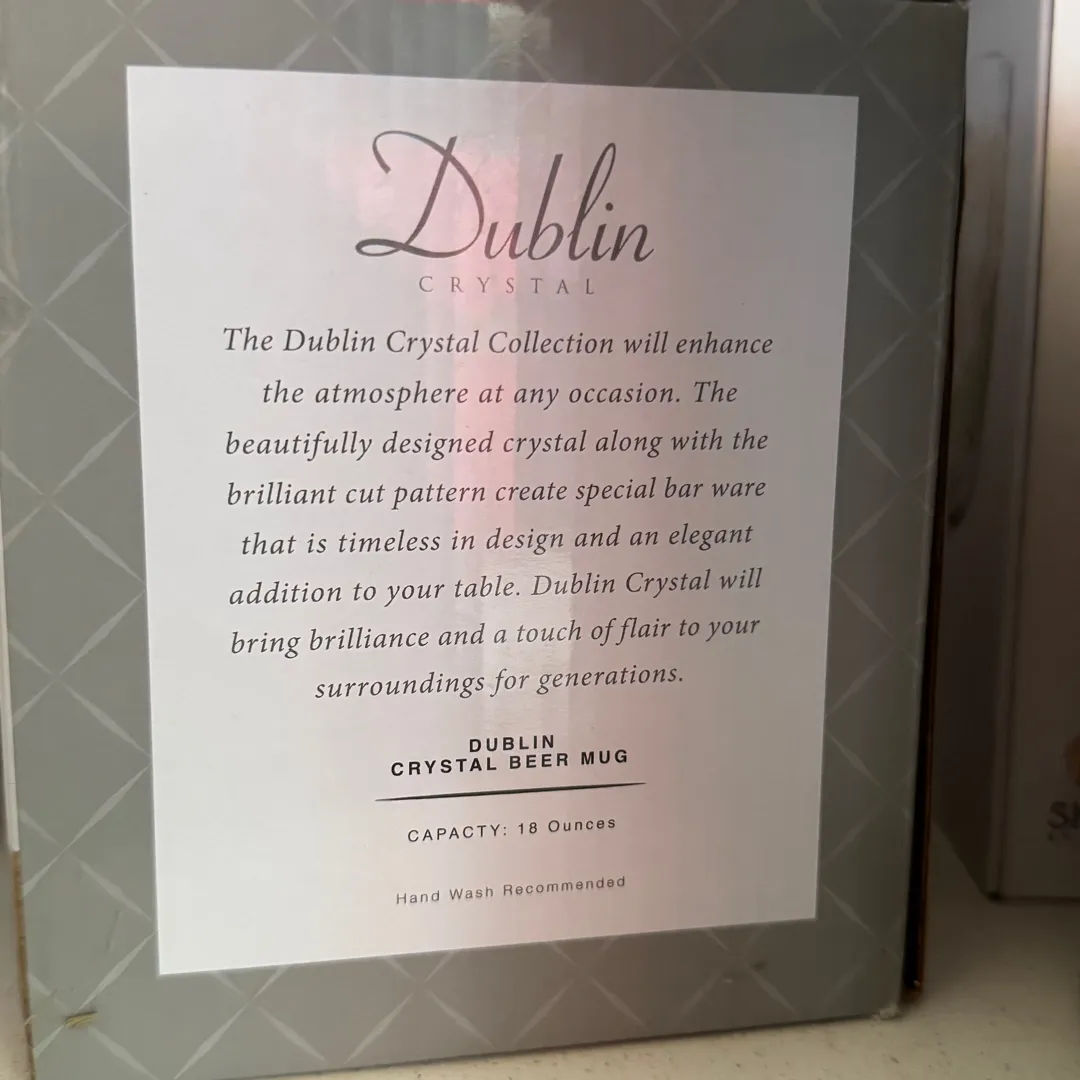 Dublin
CRYSTAL
The Dublin Crystal Collection will enhance
the atmosphere at any occasion. The
beautifully designed crystal along with the
brilliant cut pattern create special bar ware
that is timeless in design and an elegant
addition to your table. Dublin Crystal will
bring brilliance and a touch of flair to your
surroundings for generations.
DUBLIN
CRYSTAL BEER MUG
CAPACTY: 18 Ounces
Hand Wash Recommended